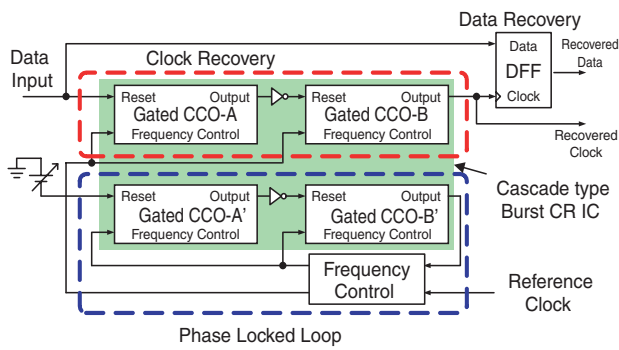 Data Recovery
Data
Input
Clock Recovery
Data
DFF
Clock
Recovered
Data
Reset Output
Gated CCO-A
Frequency Control
Reset Output
Gated CCO-B
Frequency Control
Recovered
Clock
Reset Output
Gated CCO-A'
Frequency Control
Reset Output
Gated CCO-B'
Frequency Control
Cascade type
Burst CR IC
Frequency
Control
Reference
Clock
Phase Locked Loop